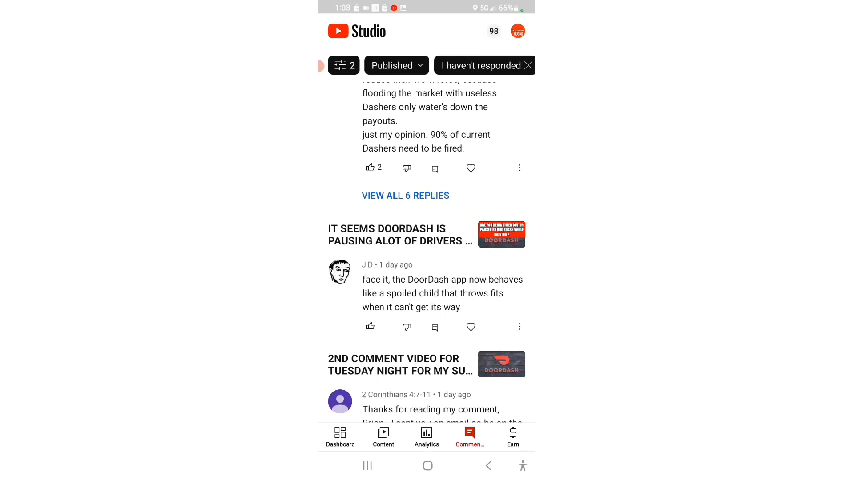 1:08
5G 66%
Studio
98
2
Published
I haven't responded
flooding the market with useless
Dashers only water's down the
payouts.
just my opinion. 90% of current
Dashers need to be fired.
2
VIEW ALL 6 REPLIES
IT SEEMS DOORDASH IS
PAUSING ALOT OF DRIVERS ...
DOORDASH
J D • 1 day ago
face it, the DoorDash app now behaves
like a spoiled child that throws fits
when it can't get its way
2ND COMMENT VIDEO FOR
TUESDAY NIGHT FOR MY SU...
DOORDASH
2 Corinthians 4:7-11 • 1 day ago
Thanks for reading my comment,
Dashboard
Content
Analytics
Commen...
Earn